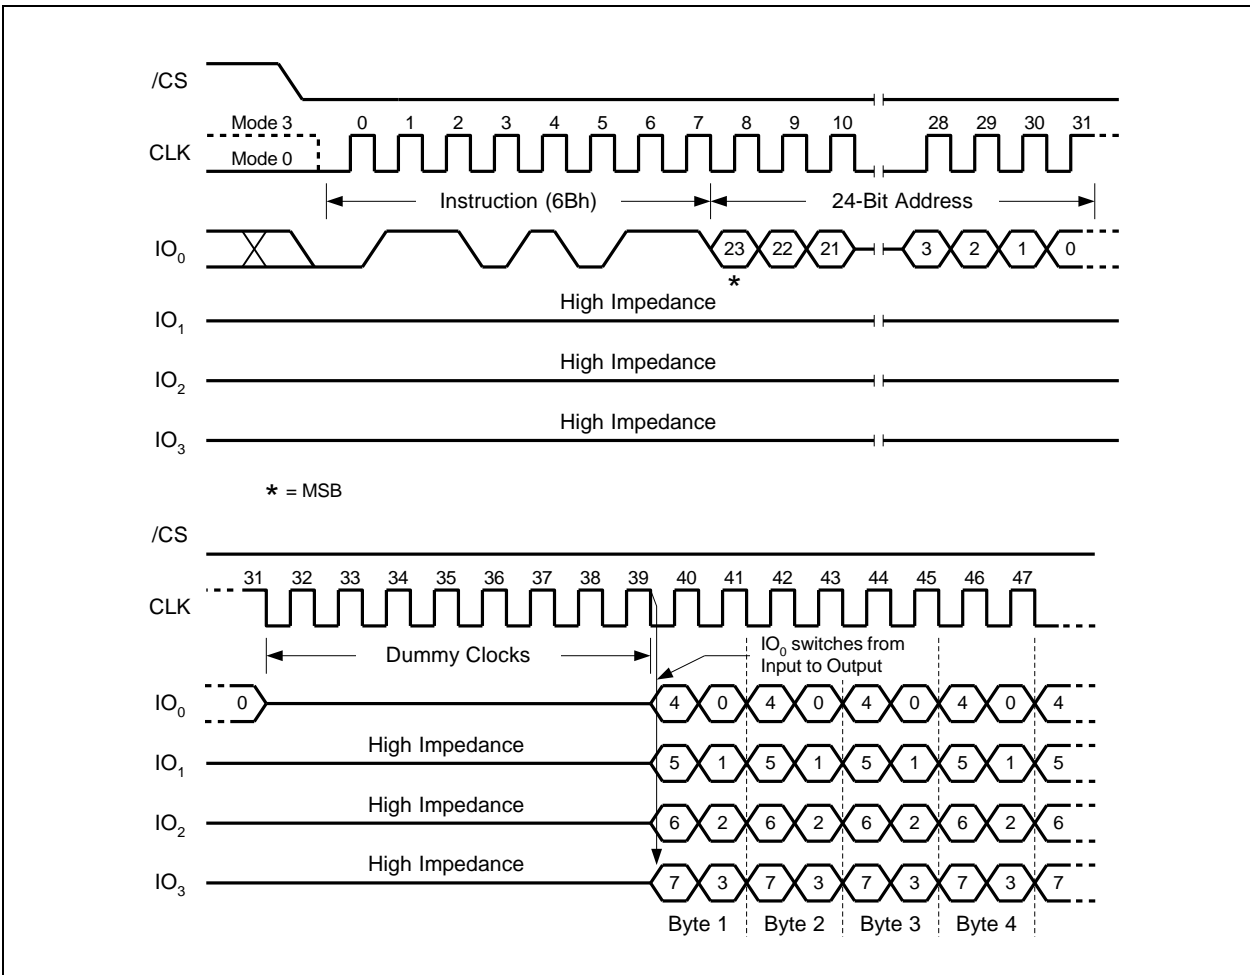 /CS
Mode 3
0 1 2 3 4 5 6 7 8 9 10 28 29 30 31
CLK
Mode 0
Instruction (6Bh)
24-Bit Address
IO0
23 22 21 3 2 1 0
*
High Impedance
IO1
High Impedance
IO2
High Impedance
IO3
* = MSB
/CS
31 32 33 34 35 36 37 38 39 40 41 42 43 44 45 46 47
CLK
Dummy Clocks
IO0 switches from
Input to Output
IO0
0 4 0 4 0 4 0 4 0 4
High Impedance
IO1
5 1 5 1 5 1 5 1 5
High Impedance
IO2
6 2 6 2 6 2 6 2 6
High Impedance
IO3
7 3 7 3 7 3 7 3 7
Byte 1 Byte 2 Byte 3 Byte 4